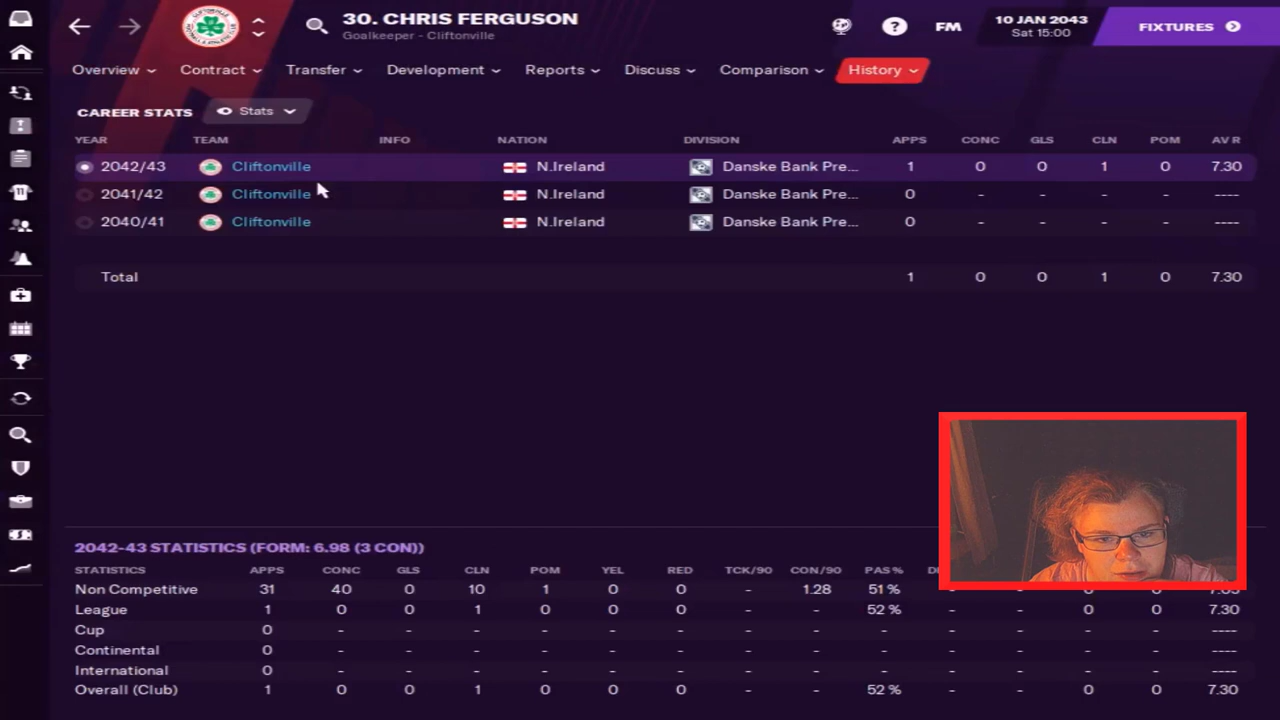 30. CHRIS FERGUSON
Goalkeeper - Cliftonville
? FM 10 JAN 2043
Sat 15:00
FIXTURES
Overview Contract Transfer Development Reports Discuss Comparison History
CAREER STATS Stats
YEAR TEAM INFO NATION DIVISION APPS CONC GLS CLN POM AV R
2042/43 Cliftonville N.Ireland Danske Bank Pre... 1 0 0 1 0 7.30
2041/42 Cliftonville N.Ireland Danske Bank Pre... 0 - - - - ----
2040/41 Cliftonville N.Ireland Danske Bank Pre... 0 - - - - ----
Total 1 0 0 1 0 7.30
2042-43 STATISTICS (FORM: 6.98 (3 CON))
STATISTICS APPS CONC GLS CLN POM YEL RED TCK/90 CON/90 PAS%
Non Competitive 31 40 0 10 1 0 0 - 1.28 51 %
League 1 0 0 1 0 0 0 - - 52 % - - 0 0 7.30
Cup 0 - - - - - - - - - - - - - ----
Continental 0 - - - - - - - - - - - - - ----
International 0 - - - - - - - - - - - - - ----
Overall (Club) 1 0 0 1 0 0 0 - - 52 % - - 0 0 7.30